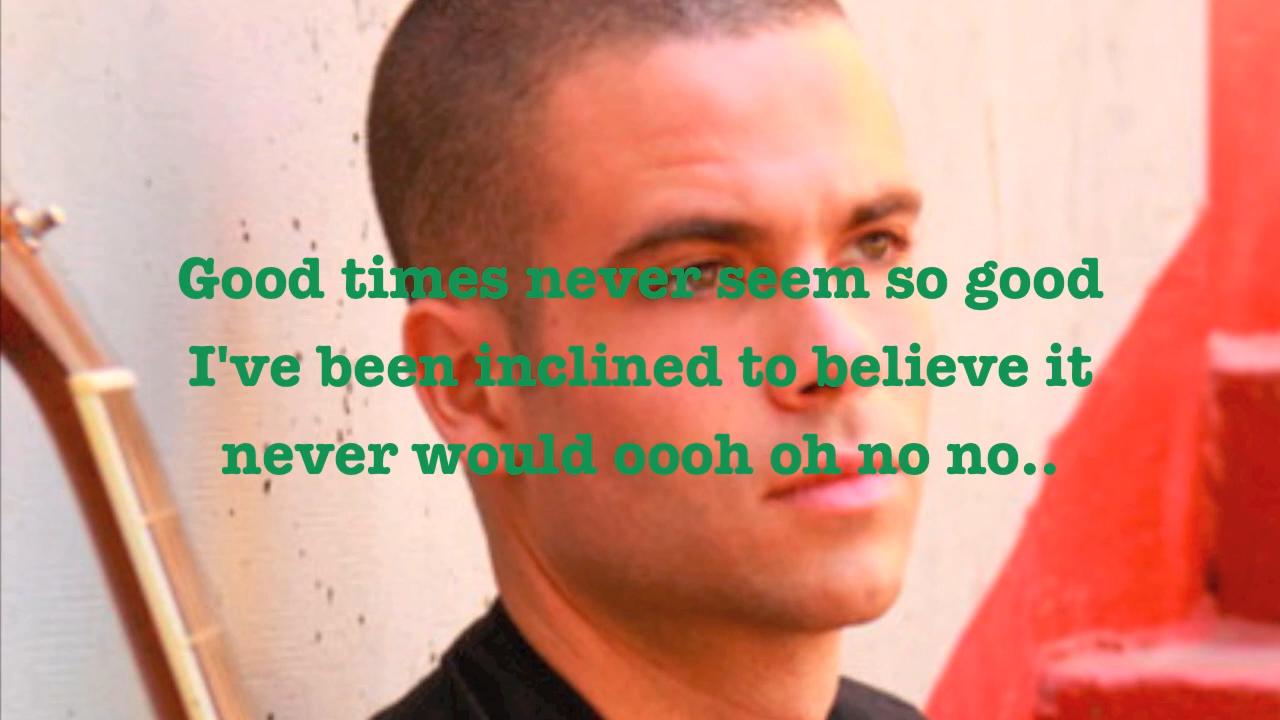 Good times never seem so good
I've been inclined to believe it
never would oooh oh no no..